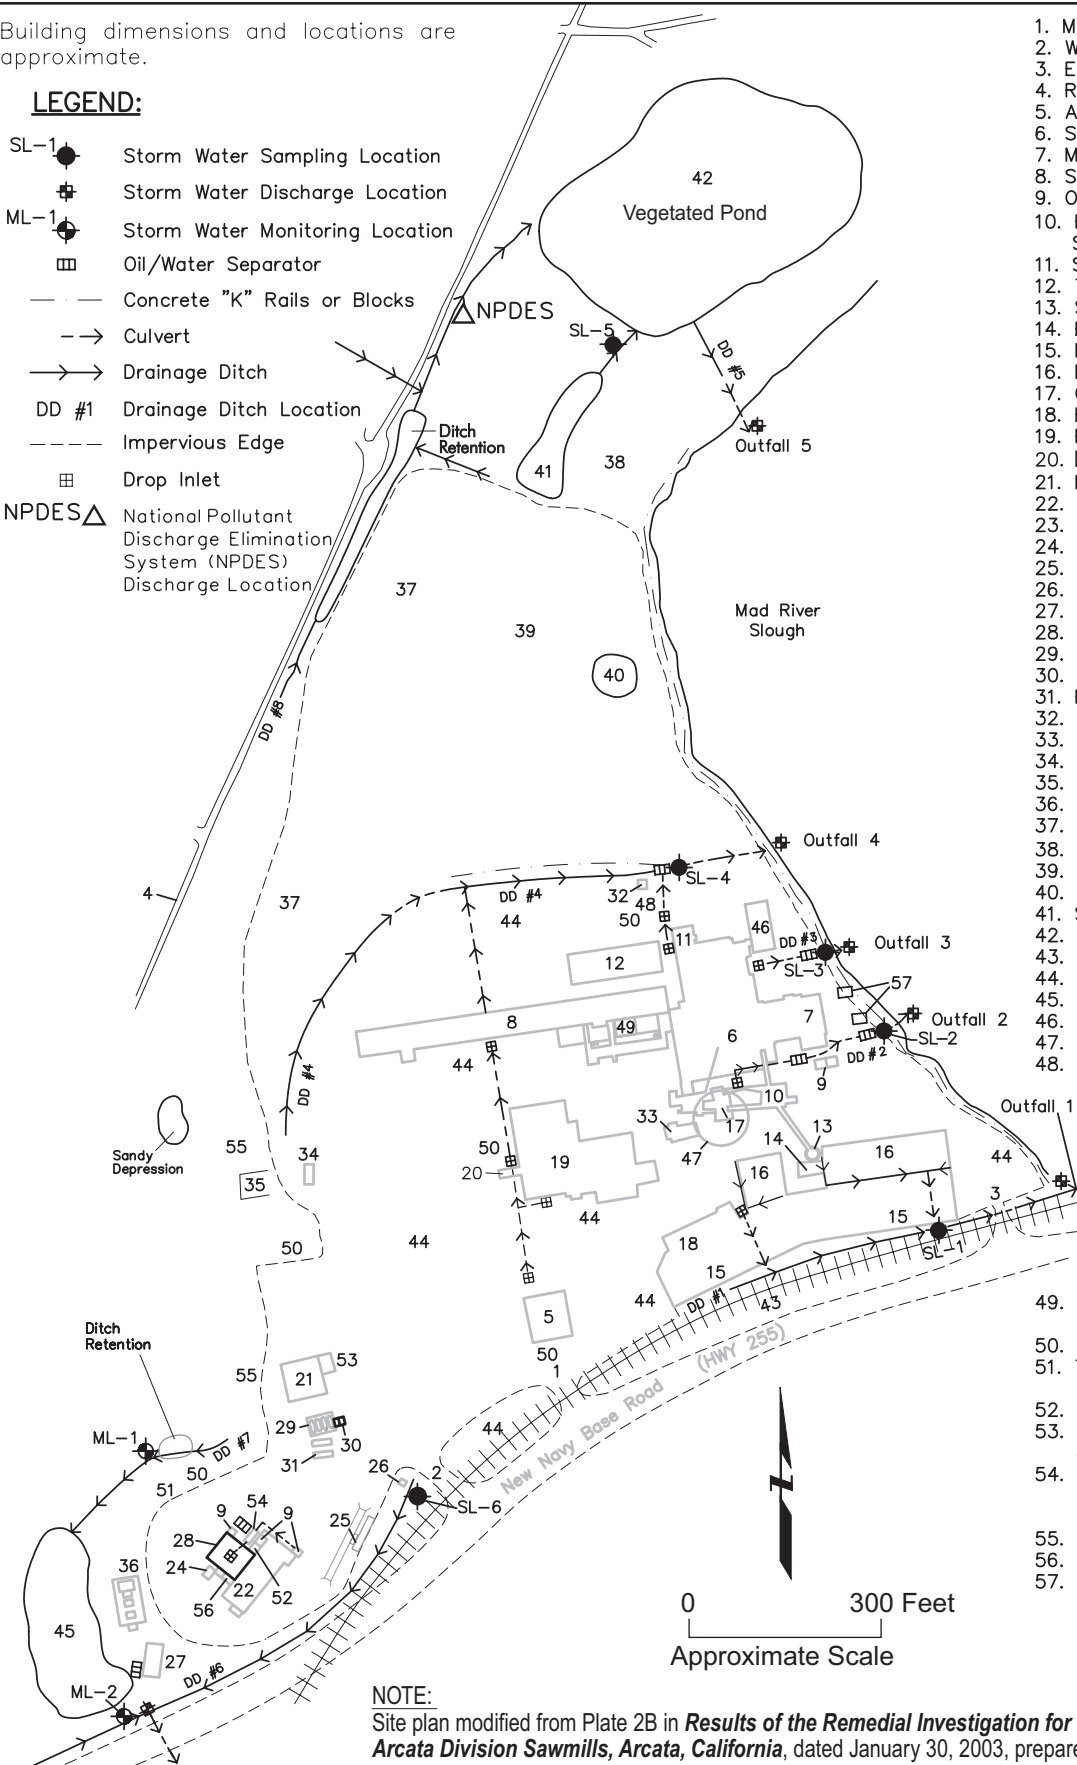 Building dimensions and locations are
approximate.
LEGEND:
SL-1 Storm Water Sampling Location
Storm Water Discharge Location
ML-1 Storm Water Monitoring Location
Oil/Water Separator
Concrete "K" Rails or Blocks
Culvert
Drainage Ditch
DD #1 Drainage Ditch Location
Impervious Edge
Drop Inlet
NPDES National Pollutant
Discharge Elimination
System (NPDES)
Discharge Location
42
Vegetated Pond
NPDES
SL-5
DD #5
Outfall 5
Ditch
Retention
41
38
37
39
Mad River
Slough
40
DD #8
4
37
Outfall 4
SL-4
DD #4
32
48
44
50
11
46
DD #3
Outfall 3
SL-3
12
57
8
49
7
6
Outfall 2
SL-2
DD #2
44
9
10
DD #4
33
17
13
Outfall 1
Sandy
Depression
55
34
50
20
19
47
14
16
16
44
35
3
44
15
50
44
18
SL-1
15
DD #1
43
44
5
50
1
New Navy Base Road (HWY 255)
Ditch
Retention
53
55
21
29
30
31
44
ML-1
DD #7
50
51
26
2
SL-6
54
9
9
25
28
24
22
52
56
36
45
27
DD #6
ML-2
Z
0 300 Feet
Approximate Scale
NOTE:
Site plan modified from Plate 2B in Results of the Remedial Investigation for
Arcata Division Sawmills, Arcata, California, dated January 30, 2003, prepare
1. M
2. W
3. E
4. R
5. A
6. S
7. M
8. S
9. O
10.
S
11. S
12.
13. S
14.
15.
16.
17.
18.
19.
20.
21.
22.
23.
24.
25.
26.
27.
28.
29.
30.
31.
32.
33.
34.
35.
36.
37.
38.
39.
40.
41. S
42.
43.
44.
45.
46.
47.
48.
49.
50.
51.
52.
53.
54.
55.
56.
57.